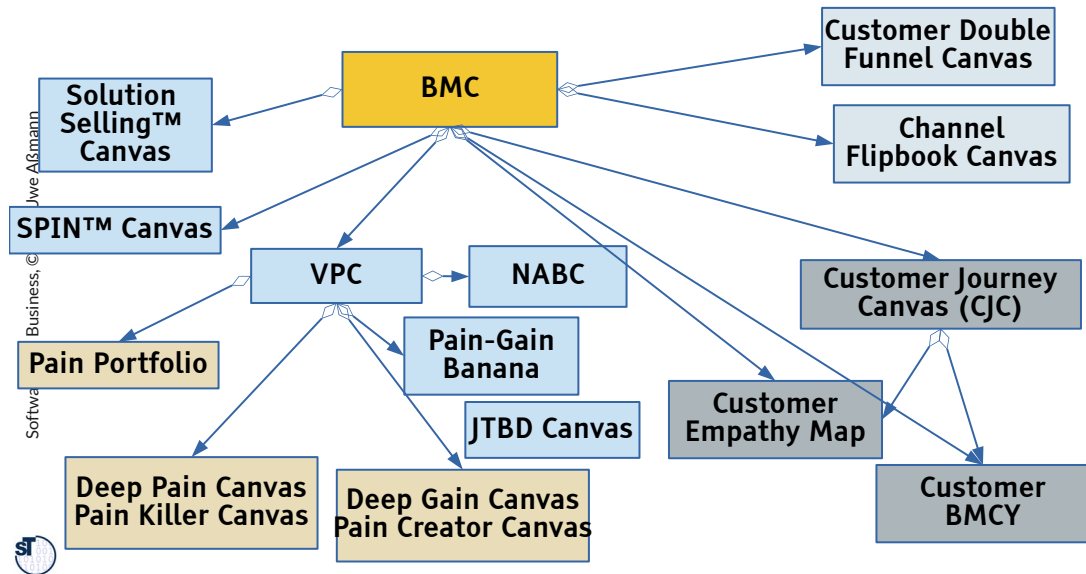 Customer Double
Funnel Canvas
BMC
Solution
Selling™
Canvas
Channel
Flipbook Canvas
SPIN™ Canvas
VPC
NABC
Customer Journey
Canvas (CJC)
Pain Portfolio
Pain-Gain
Banana
Customer
Empathy Map
JTBD Canvas
Deep Pain Canvas
Pain Killer Canvas
Deep Gain Canvas
Pain Creator Canvas
Customer
BMCY
Business, © Aßmann
sT